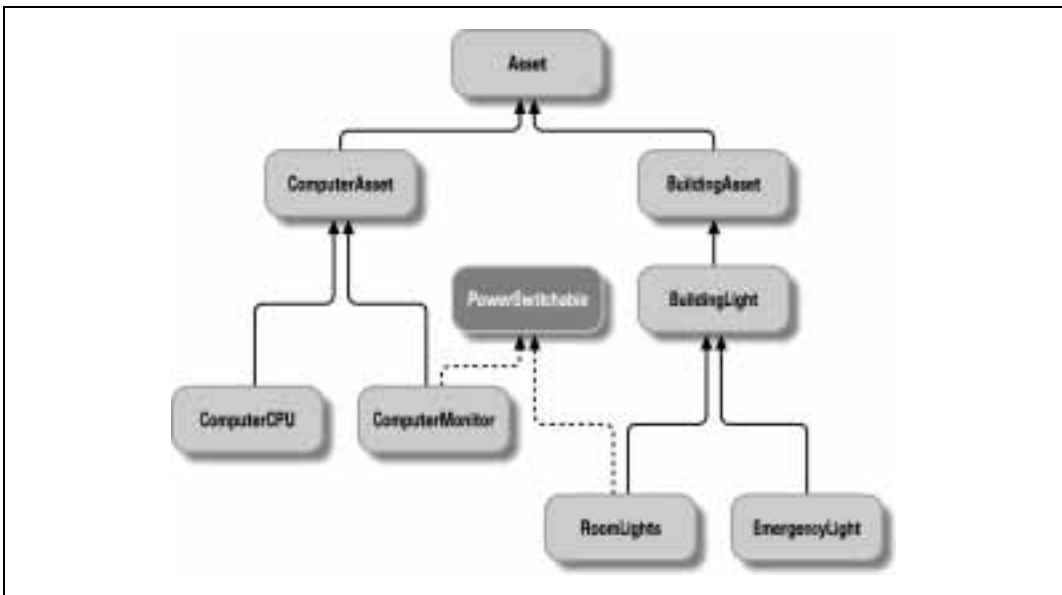 Asset
ComputerAsset
BuildingAsset
PowerSwitchable
BuildingLight
ComputerCPU
ComputerMonitor
RoomLights
EmergencyLight